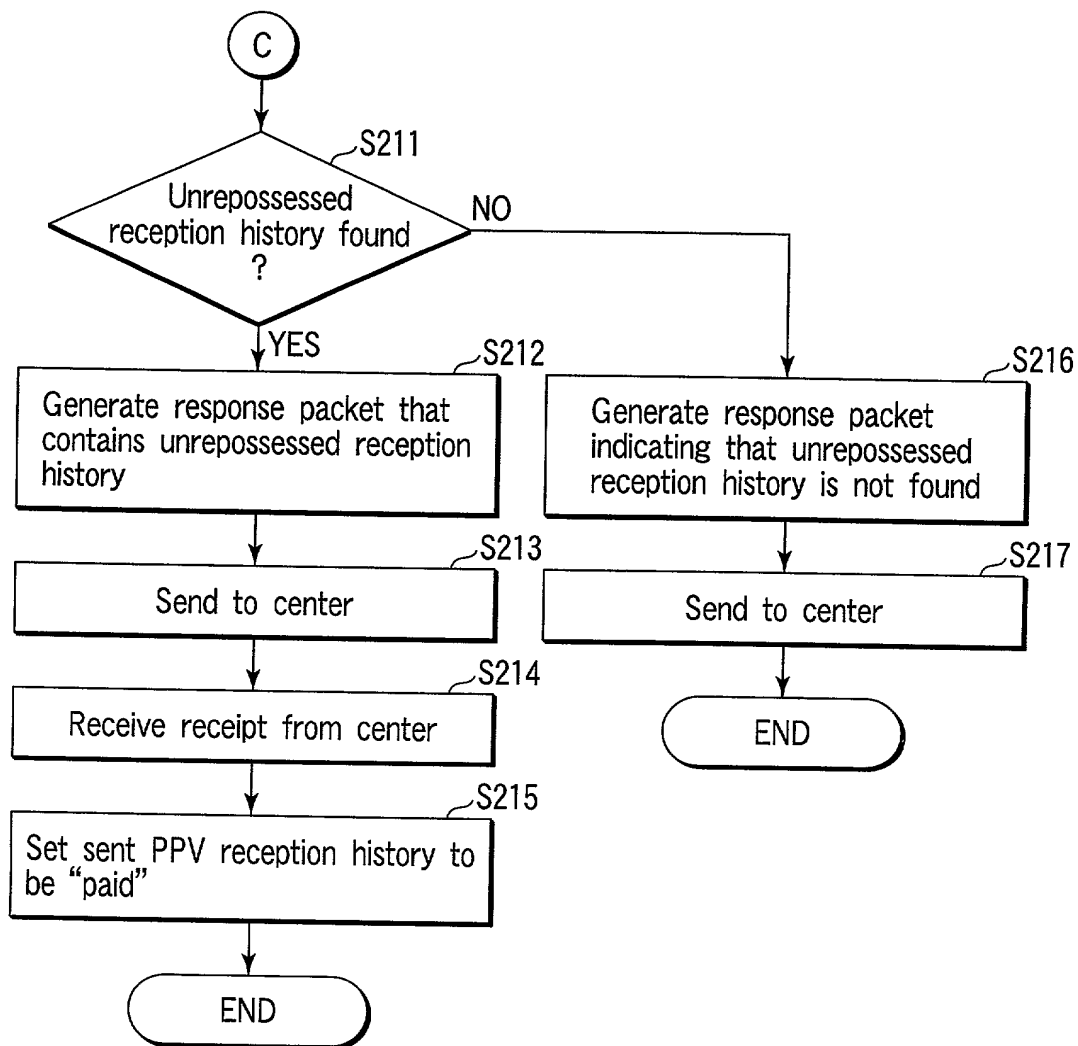 C
S211
Unrepossessed
reception history found
?
NO
YES
S212
Generate response packet that
contains unrepossessed reception
history
S213
Send to center
S214
Receive receipt from center
S215
Set sent PPV reception history to
be “paid”
END
S216
Generate response packet
indicating that unrepossessed
reception history is not found
S217
Send to center
END